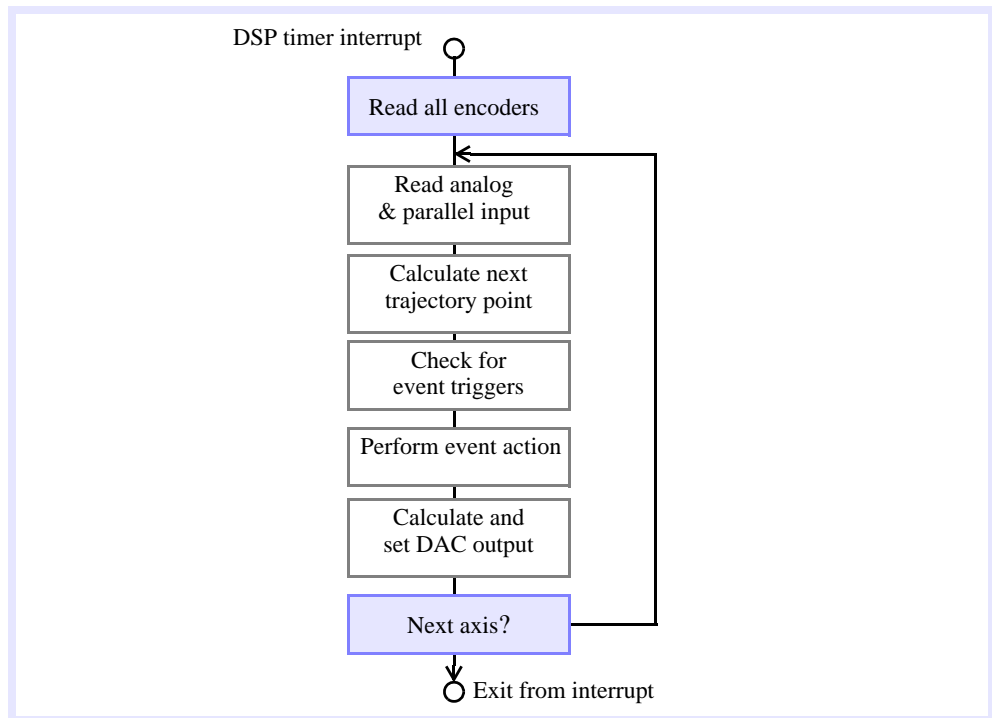 DSP timer interrupt
Read all encoders
Read analog
& parallel input
Calculate next
trajectory point
Check for
event triggers
Perform event action
Calculate and
set DAC output
Next axis?
Exit from interrupt